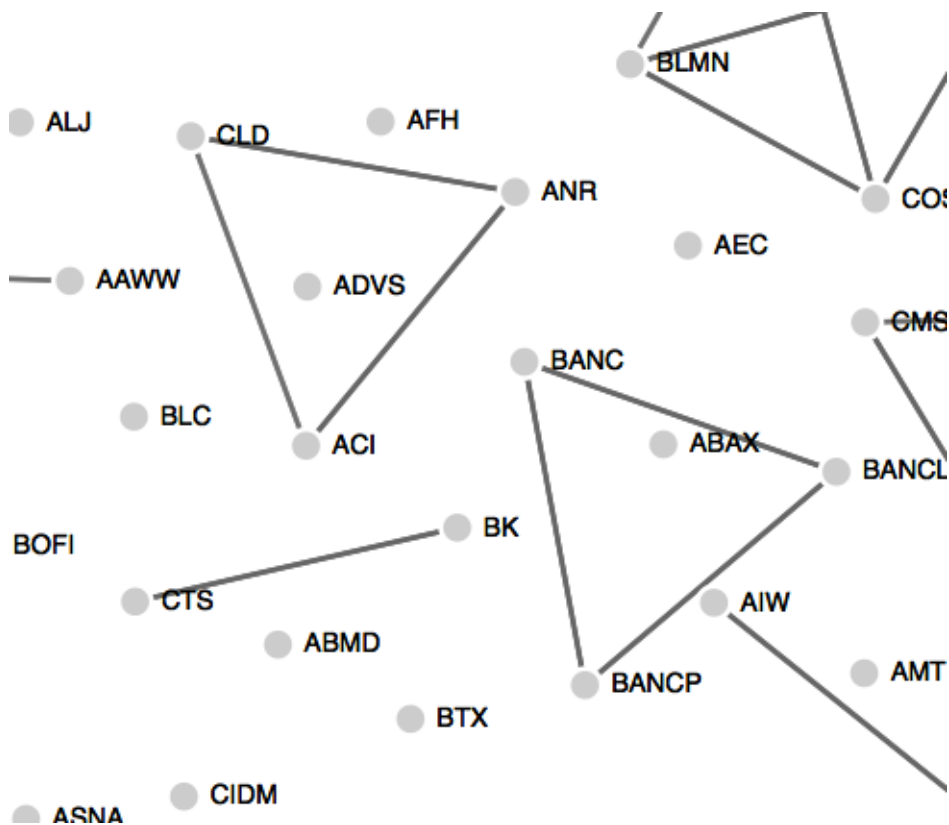 BLMN
ALJ
AFH
CLD
ANR
COS
AEC
AAWW
ADVS
CMS
BANC
BLC
ACI
ABAX
BANCL
BK
BOFI
CTS
AIW
ABMD
AMT
BANCP
BTX
CIDM
ASNA